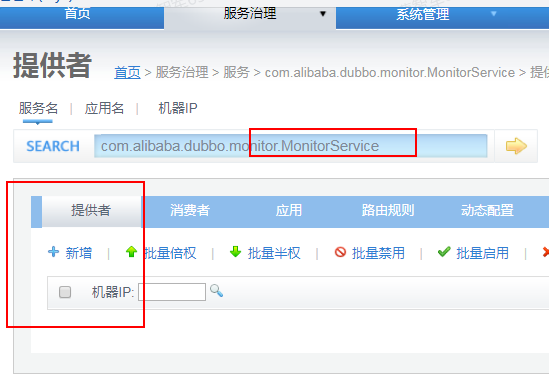 首页 服务治理 ▼ 系统管理 ▼
提供者 首页 > 服务治理 > 服务 > com.alibaba.dubbo.monitor.MonitorService > 提
服务名 | 应用名 | 机器IP
SEARCH com.alibaba.dubbo.monitor.MonitorService
提供者 消费者 应用 路由规则 动态配置
新增 | 批量倍权 | 批量半权 | 批量禁用 | 批量启用 |
机器IP: